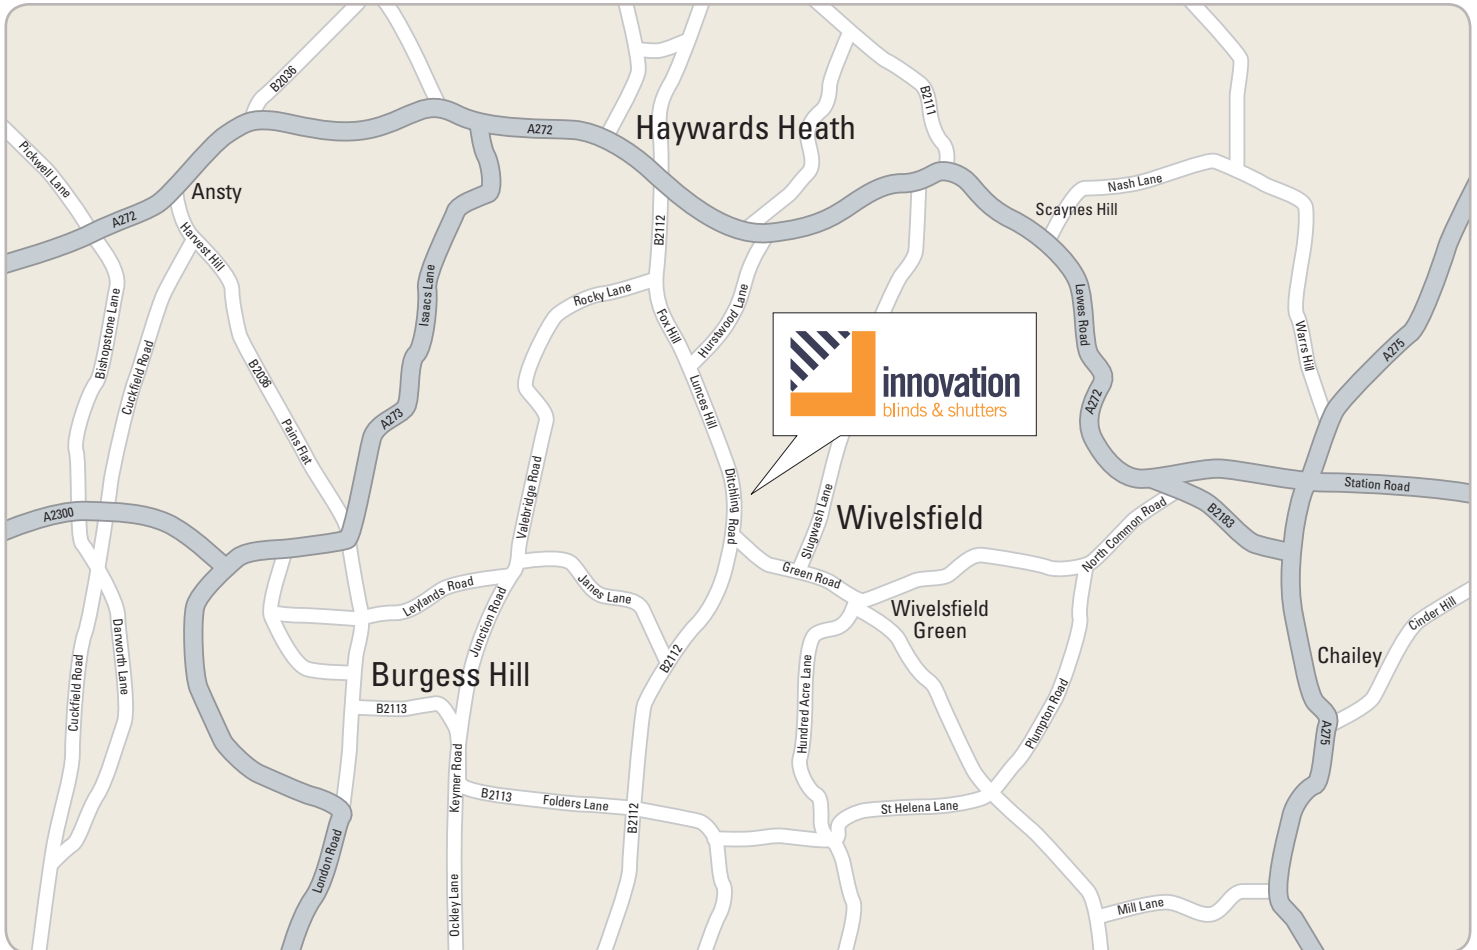 B2036
A272
Haywards Heath
B2111
Pickwell Lane
Ansty
A272
Nash Lane
Scaynes Hill
Harvest Hill
B2112
Isaacs Lane
Rocky Lane
Fox Hill
Hurstwood Lane
Lewes Road
Bishopstone Lane
Cuckfield Road
B2036
Warrs Hill
A275
innovation
blinds & shutters
Lunces Hill
A272
A273
Pains Flat
Ditchling Road
Valebridge Road
Slugwash Lane
Station Road
A2300
Wivelsfield
B2183
North Common Road
Green Road
Leylands Road
Janes Lane
Junction Road
Wivelsfield
Green
Cinder Hill
Darworth Lane
Cuckfield Road
Burgess Hill
B2112
Hundred Acre Lane
Chailey
Plumpton Road
B2113
A275
Keymer Road
B2113
Folders Lane
B2112
St Helena Lane
London Road
Ockley Lane
Mill Lane